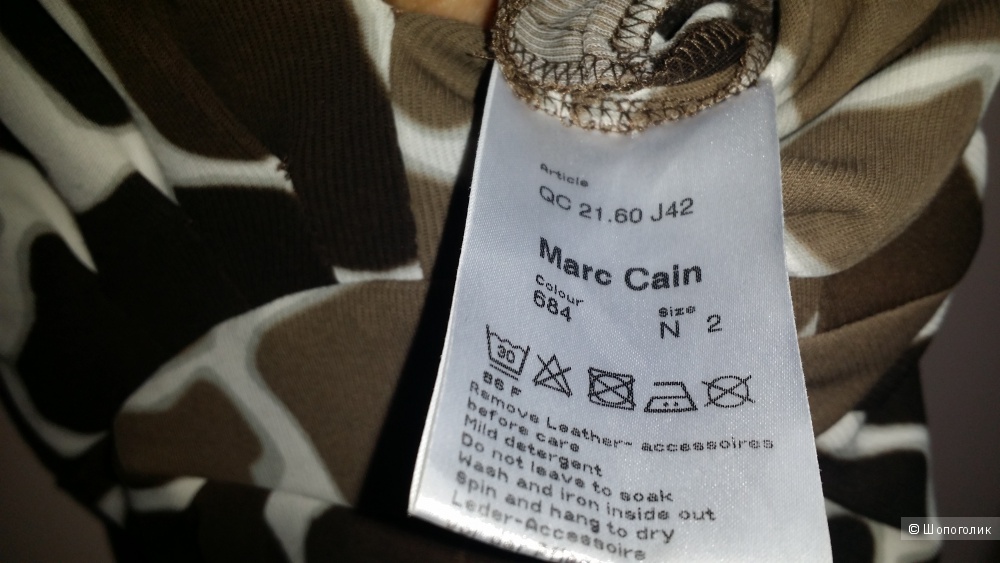 Article
QC 21.60 J42
Marc Cain
Colour Size
684 N 2
30
86 F
Remove Leather- accessoires
before care
Mild detergent
Do not leave to soak
Wash and iron inside out
Spin and hang to dry
Leder-Accessoire
© Шопоголик